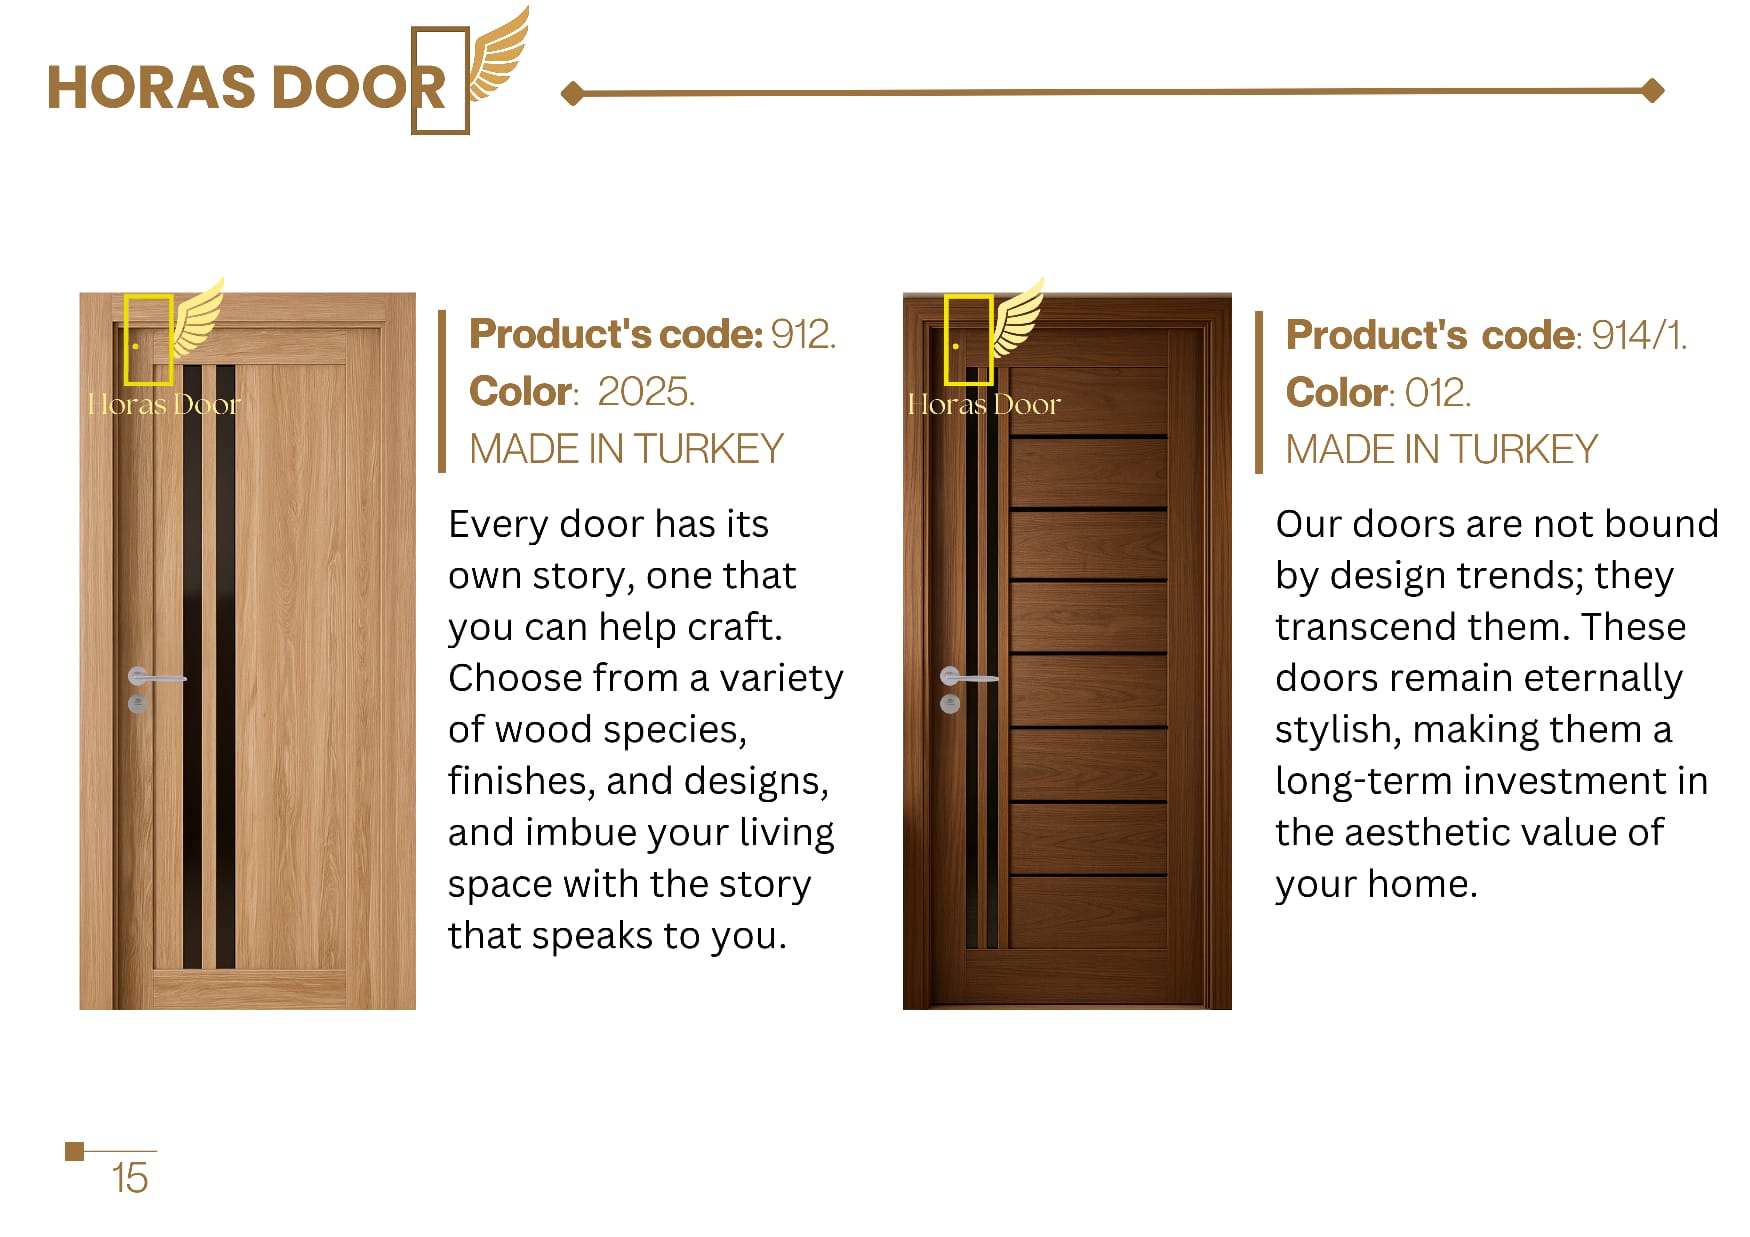 HORAS DOOR
Horas Door
Product's code: 912.
Color: 2025.
MADE IN TURKEY
Every door has its
own story, one that
you can help craft.
Choose from a variety
of wood species,
finishes, and designs,
and imbue your living
space with the story
that speaks to you.
Horas Door
Product's code: 914/1.
Color: 012.
MADE IN TURKEY
Our doors are not bound
by design trends; they
transcend them. These
doors remain eternally
stylish, making them a
long-term investment in
the aesthetic value of
your home.
15